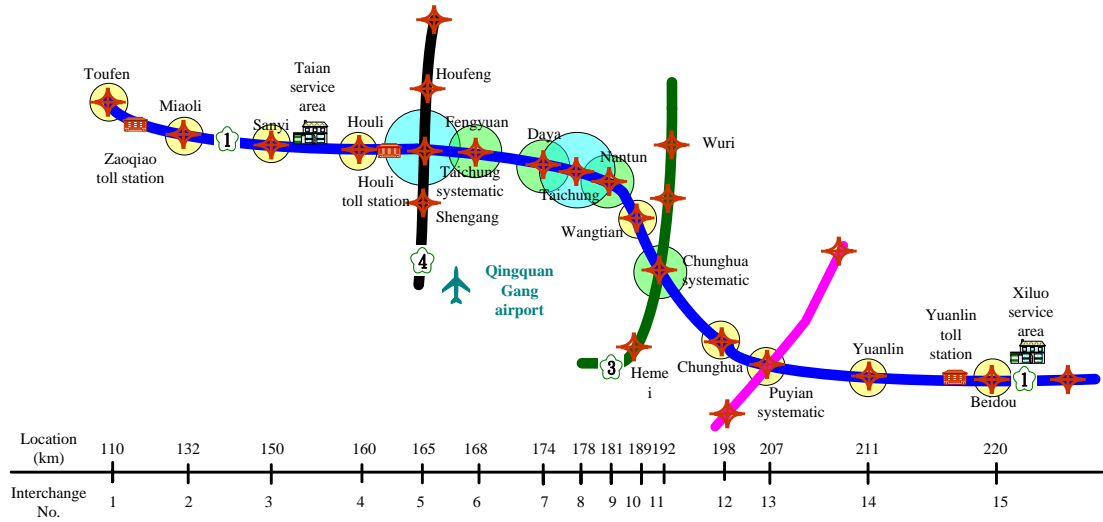 Toufen
Zaoqiao
toll station
Miaoli
1
Sanyi
Taian
service
area
Houli
Houli
toll station
Houfeng
Fengyuan
Taichung
systematic
Shengang
4
Qingquan
Gang
airport
Daya
Taichung
Nantun
Wangtian
Wuri
Chunghua
systematic
3
Heme
i
Chunghua
Puyian
systematic
Yuanlin
Yuanlin
toll
station
Xiluo
service
area
Beidou
1
Location
(km)
110 132 150 160 165 168 174 178 181 189 192 198 207 211 220
Interchange
No.
1 2 3 4 5 6 7 8 9 10 11 12 13 14 15